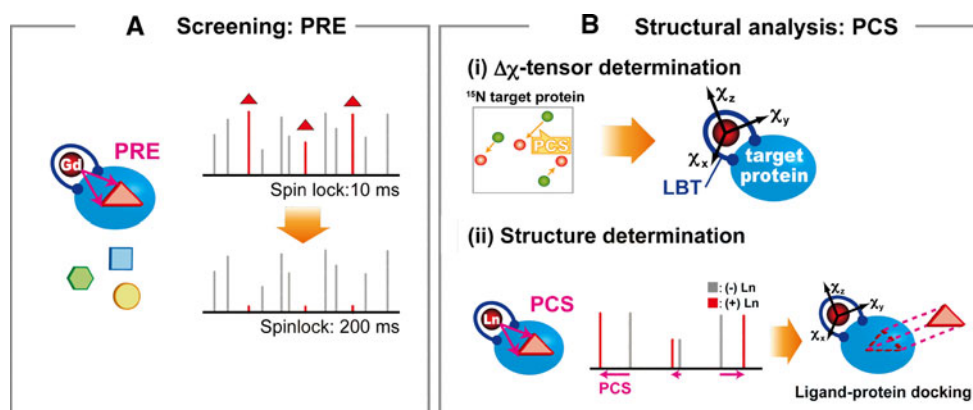 A Screening: PRE
Gd
PRE
Spin lock:10 ms
Spinlock: 200 ms
B Structural analysis: PCS
(i) Δχ-tensor determination
¹⁵N target protein
PCS
χz
χy
χx
LBT
target
protein
(ii) Structure determination
Ln
PCS
: (-) Ln
: (+) Ln
PCS
χz
χy
χx
Ligand-protein docking